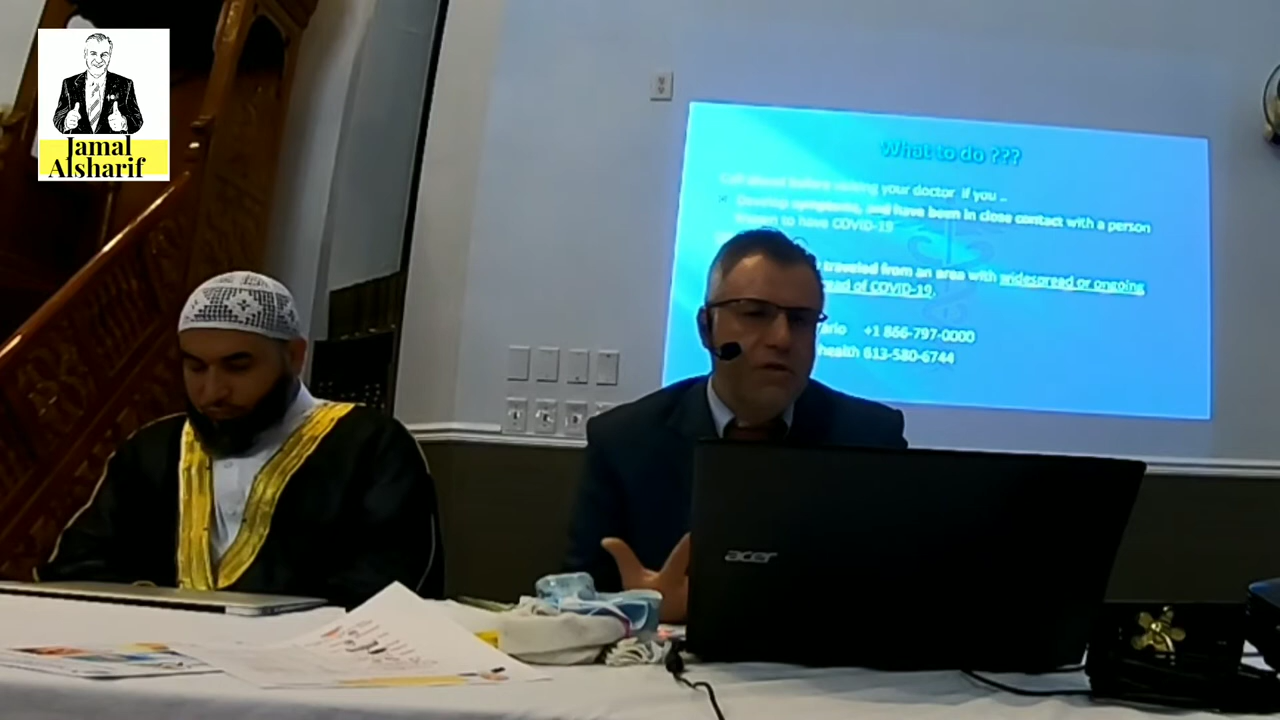 Jamal
Alsharif
What to do ???
Call ahead before seeing your doctor if you ..
Develop symptoms, and have been in close contact with a person
known to have COVID-19
traveled from an area with widespread or ongoing
spread of COVID-19.
+1 866-797-0000
health 613-580-6744
acer